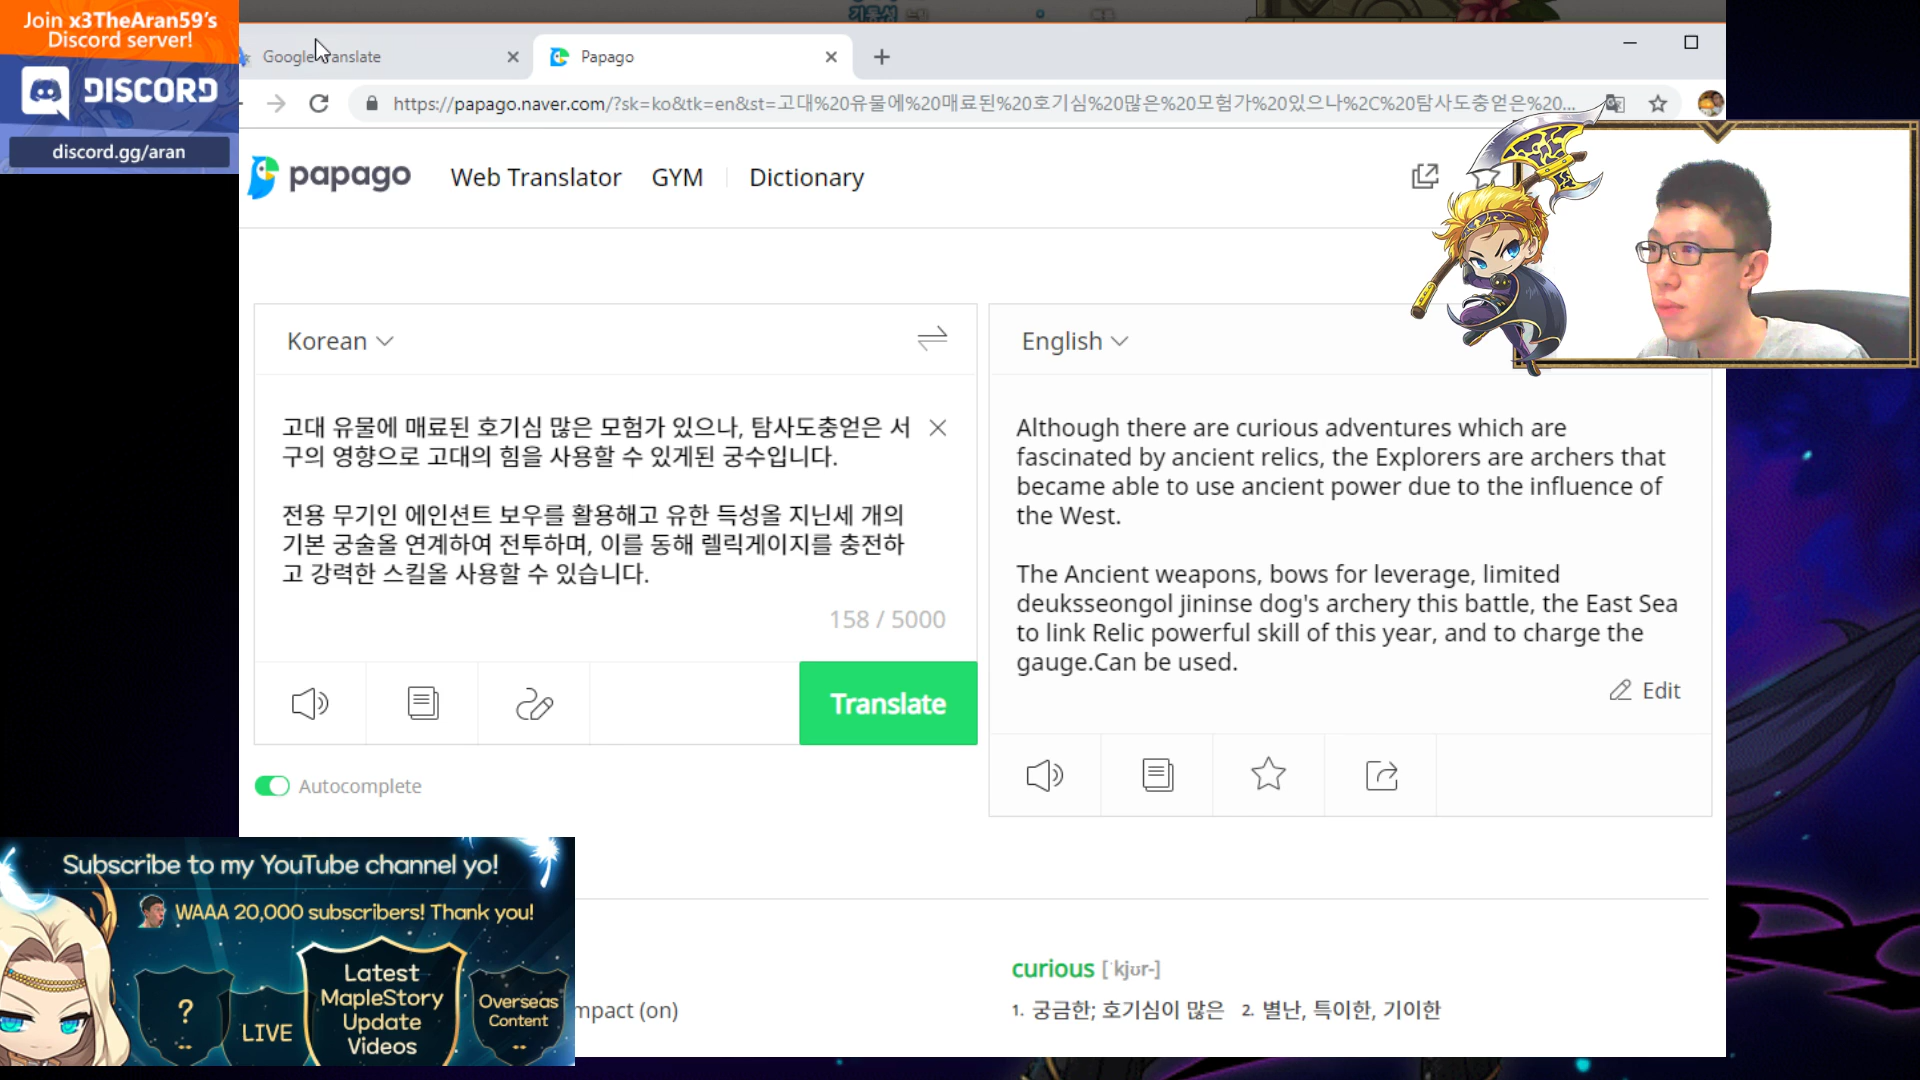 Join x3TheAran59's
Discord server!
DISCORD
discord.gg/aran
Papago
https://papago.naver.com/?sk=ko&tk=en&st=고대%20유물에%20매료된%20호기심%20많은%20모험가%20있으나%2C%20탐사도충얻은%20...
papago
Web Translator
GYM
Dictionary
Korean
고대 유물에 매료된 호기심 많은 모험가 있으나, 탐사도충얻은 서
구의 영향으로 고대의 힘을 사용할 수 있게된 궁수입니다.
전용 무기인 에인션트 보우를 활용해고 유한 득성올 지닌세 개의
기본 궁술올 연계하여 전투하며, 이를 동해 렐릭게이지를 충전하
고 강력한 스킬올 사용할 수 있습니다.
158 / 5000
Translate
Autocomplete
English
Although there are curious adventures which are
fascinated by ancient relics, the Explorers are archers that
became able to use ancient power due to the influence of
the West.
The Ancient weapons, bows for leverage, limited
deuksseongol jininse dog's archery this battle, the East Sea
to link Relic powerful skill of this year, and to charge the
gauge.Can be used.
Edit
Subscribe to my YouTube channel yo!
WAAA 20,000 subscribers! Thank you!
?
LIVE
Latest
MapleStory
Update
Videos
Overseas
Content
(on)
curious [ˈkjʊr-]
1. 궁금한; 호기심이 많은 2. 별난, 특이한, 기이한